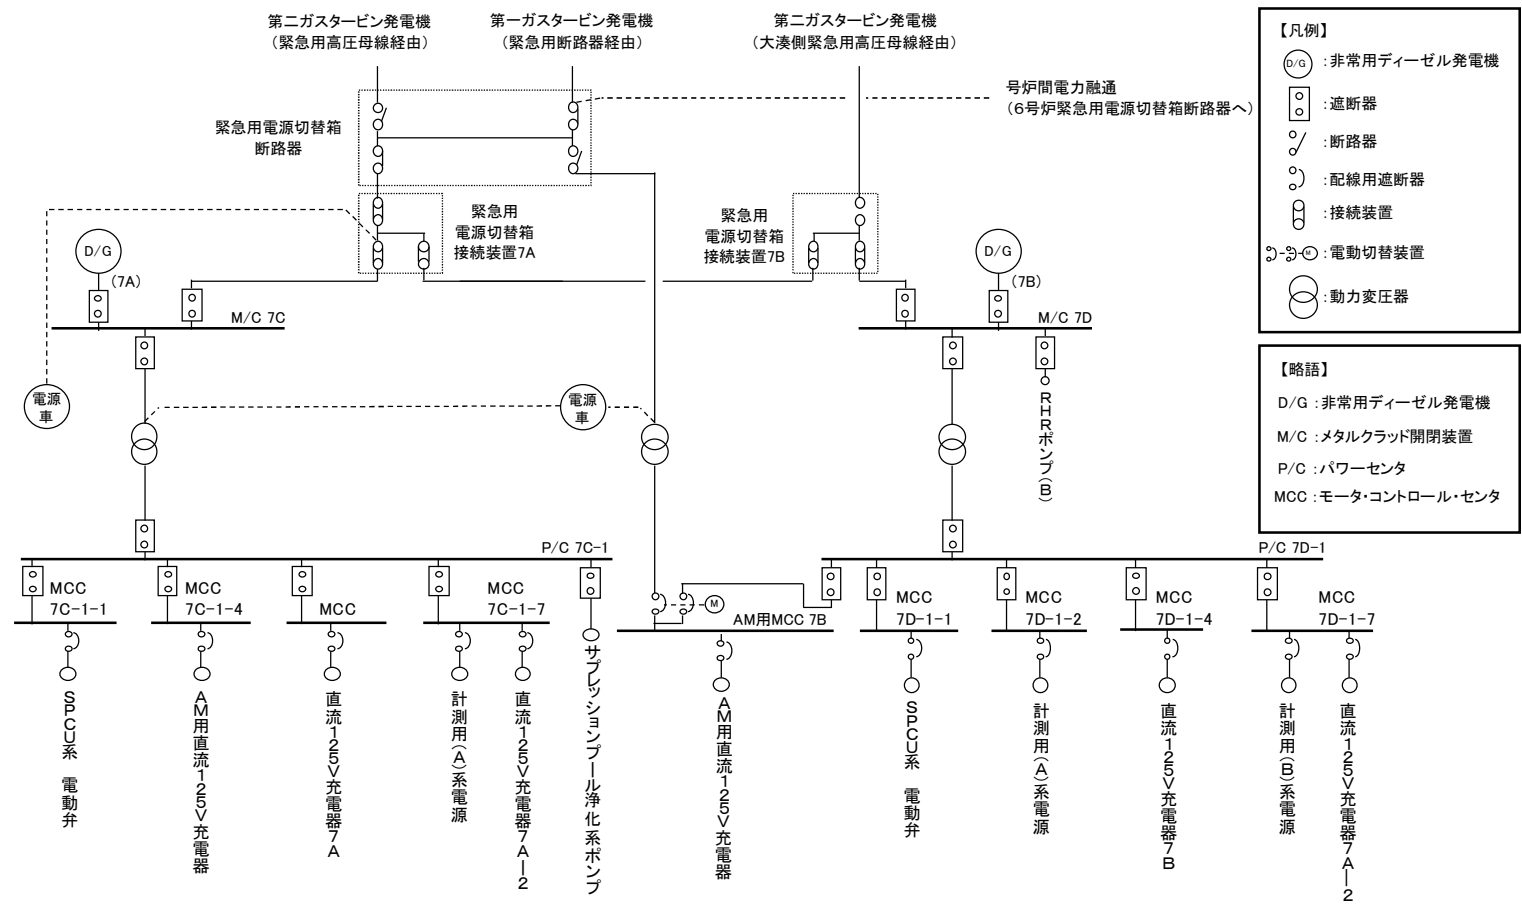 第二ガスタービン発電機
（緊急用高圧母線経由）
第一ガスタービン発電機
（緊急用断路器経由）
第二ガスタービン発電機
（大湊側緊急用高圧母線経由）
号炉間電力融通
（6号炉緊急用電源切替箱断路器へ）
緊急用電源切替箱
断路器
緊急用
電源切替箱
接続装置7A
緊急用
電源切替箱
接続装置7B
D/G
(7A)
M/C 7C
D/G
(7B)
M/C 7D
電源
車
電源
車
RHRポンプ(B)
P/C 7C-1
P/C 7D-1
MCC
7C-1-1
MCC
7C-1-4
MCC
MCC
7C-1-7
M
AM用MCC 7B
MCC
7D-1-1
MCC
7D-1-2
MCC
7D-1-4
MCC
7D-1-7
SPCU系 電動弁
AM用直流125V充電器
直流125V充電器7A
計測用(A)系電源
直流125V充電器7A-2
サプレッションプール浄化系ポンプ
AM用直流125V充電器
SPCU系 電動弁
計測用(A)系電源
直流125V充電器7B
計測用(B)系電源
直流125V充電器7A-2
【凡例】
D/G :非常用ディーゼル発電機
:遮断器
:断路器
:配線用遮断器
:接続装置
M :電動切替装置
:動力変圧器
【略語】
D/G :非常用ディーゼル発電機
M/C :メタルクラッド開閉装置
P/C :パワーセンタ
MCC :モータ・コントロール・センタ